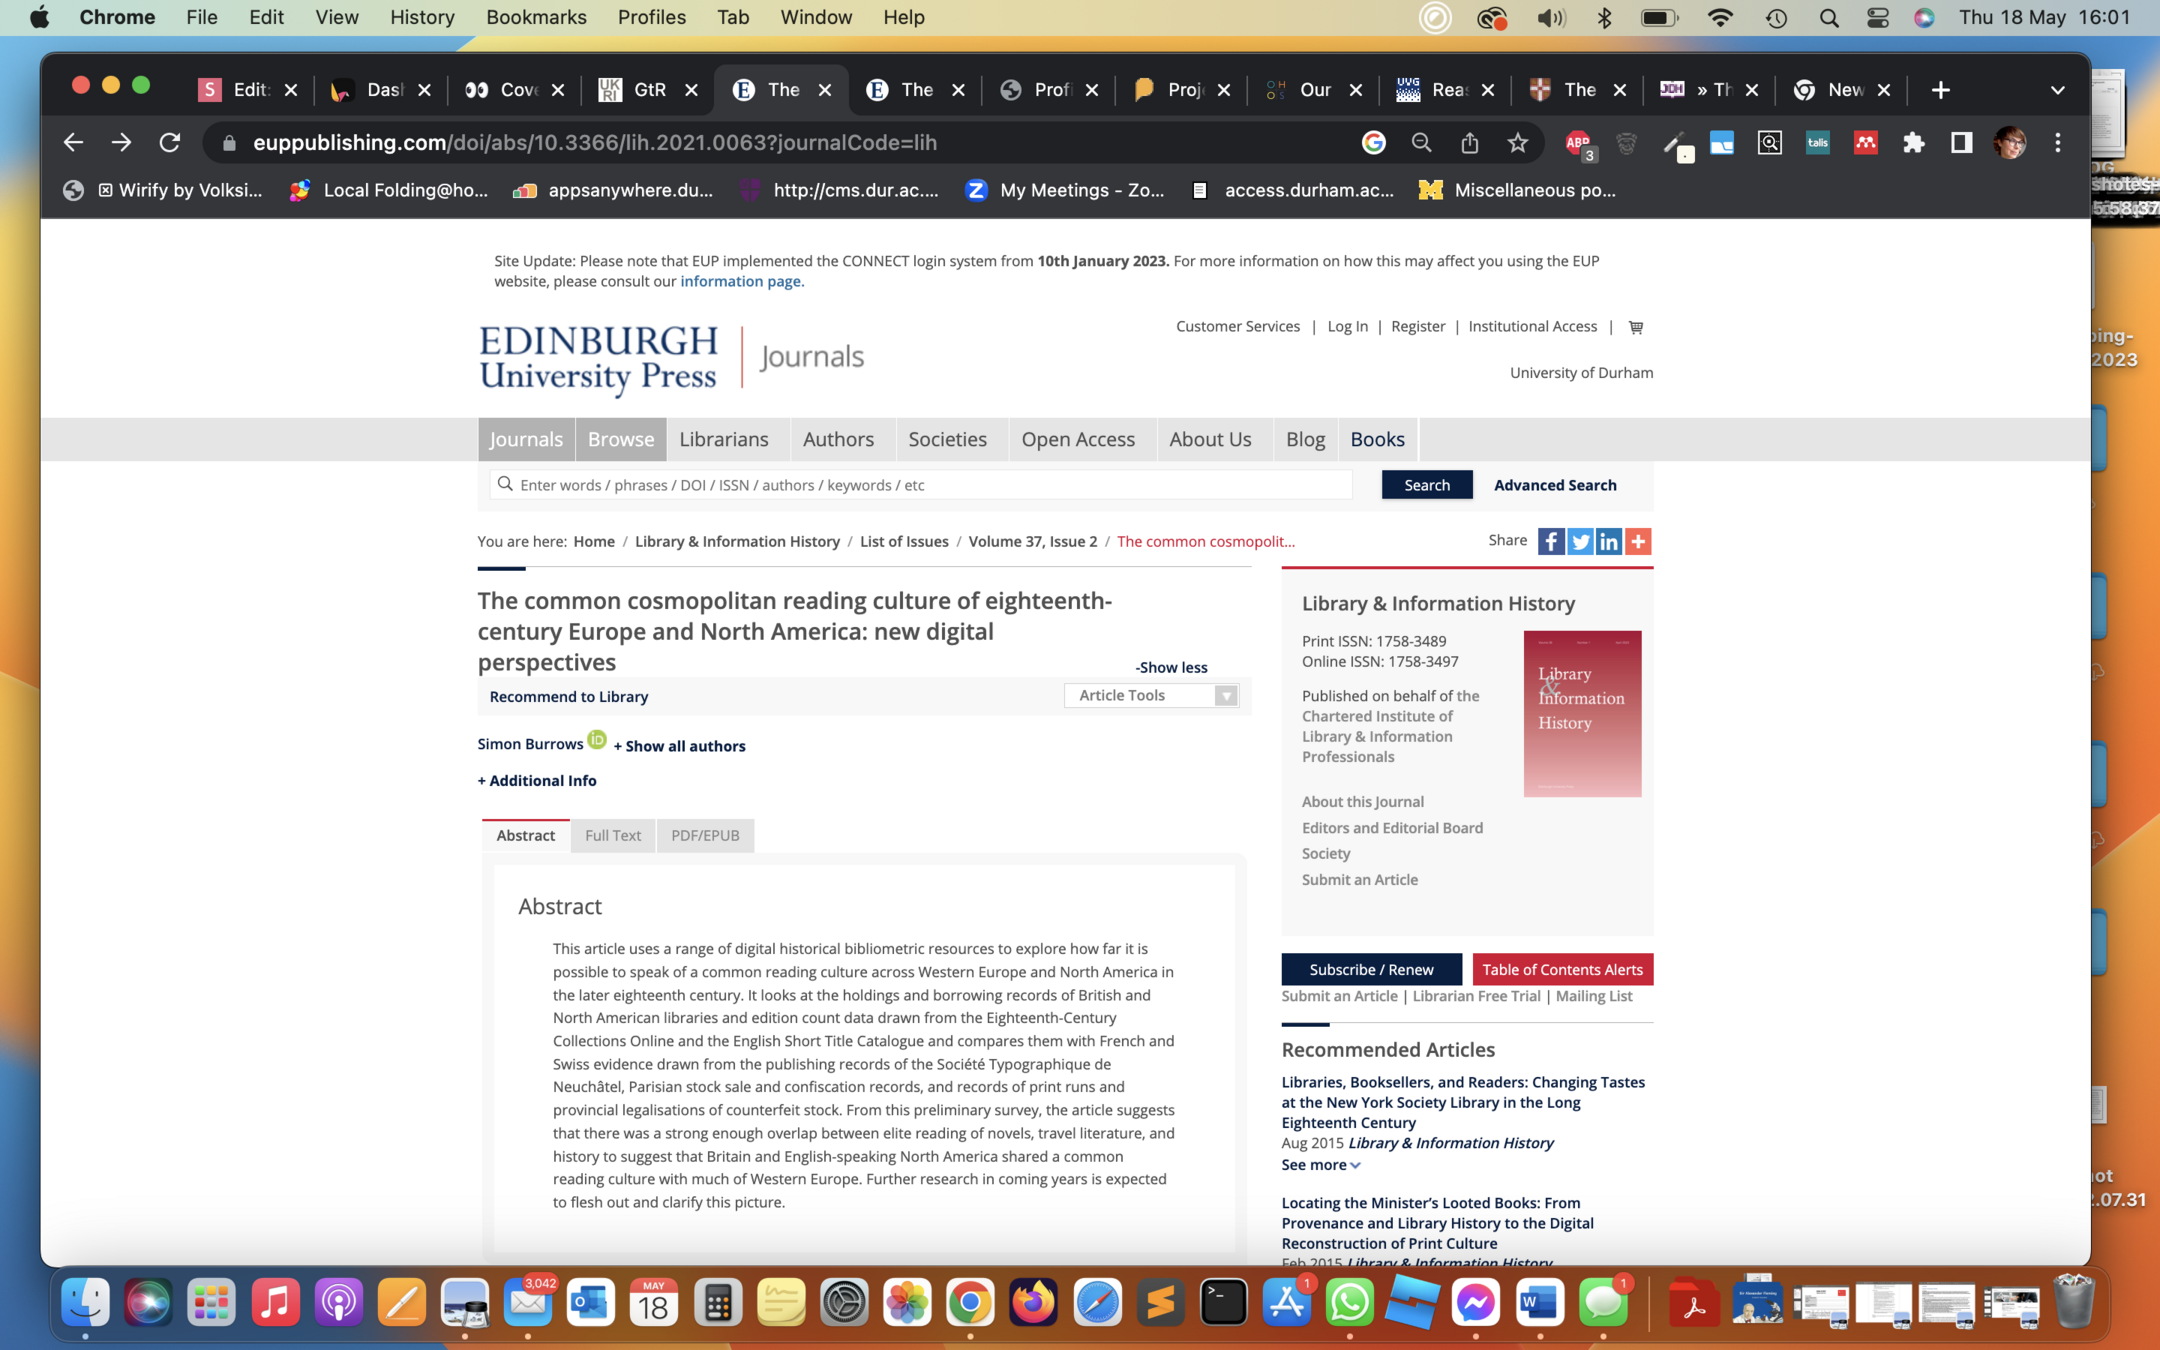 Chrome File Edit View History Bookmarks Profiles Tab Window Help Thu 18 May 16:01
S Edit: Das Cove UKRI GtR E The E The Prof Proj OHOS Our UVG Reas The JDH » Th New
euppublishing.com/doi/abs/10.3366/lih.2021.0063?journalCode=lih ABP 3 talis
Wirify by Volksi... Local Folding@ho... appsanywhere.du... http://cms.dur.ac.... My Meetings - Zo... access.durham.ac... Miscellaneous po...
Site Update: Please note that EUP implemented the CONNECT login system from 10th January 2023. For more information on how this may affect you using the EUP
website, please consult our information page.
Customer Services | Log In | Register | Institutional Access |
EDINBURGH
University Press
Journals
University of Durham
Journals Browse Librarians Authors Societies Open Access About Us Blog Books
Enter words / phrases / DOI / ISSN / authors / keywords / etc Search Advanced Search
You are here: Home / Library & Information History / List of Issues / Volume 37, Issue 2 / The common cosmopolit...
Share f in +
The common cosmopolitan reading culture of eighteenth-
century Europe and North America: new digital
perspectives
-Show less
Recommend to Library Article Tools
Simon Burrows iD + Show all authors
+ Additional Info
Abstract Full Text PDF/EPUB
Abstract
This article uses a range of digital historical bibliometric resources to explore how far it is
possible to speak of a common reading culture across Western Europe and North America in
the later eighteenth century. It looks at the holdings and borrowing records of British and
North American libraries and edition count data drawn from the Eighteenth-Century
Collections Online and the English Short Title Catalogue and compares them with French and
Swiss evidence drawn from the publishing records of the Société Typographique de
Neuchâtel, Parisian stock sale and confiscation records, and records of print runs and
provincial legalisations of counterfeit stock. From this preliminary survey, the article suggests
that there was a strong enough overlap between elite reading of novels, travel literature, and
history to suggest that Britain and English-speaking North America shared a common
reading culture with much of Western Europe. Further research in coming years is expected
to flesh out and clarify this picture.
Library & Information History
Print ISSN: 1758-3489
Online ISSN: 1758-3497
Published on behalf of the
Chartered Institute of
Library & Information
Professionals
Library
&
Information
History
About this Journal
Editors and Editorial Board
Society
Submit an Article
Subscribe / Renew Table of Contents Alerts
Submit an Article | Librarian Free Trial | Mailing List
Recommended Articles
Libraries, Booksellers, and Readers: Changing Tastes
at the New York Society Library in the Long
Eighteenth Century
Aug 2015 Library & Information History
See more
Locating the Minister's Looted Books: From
Provenance and Library History to the Digital
Reconstruction of Print Culture
Feb 2015 Library & Information History
ping-
2023
ot
.07.31
3,042
MAY
18
1
1